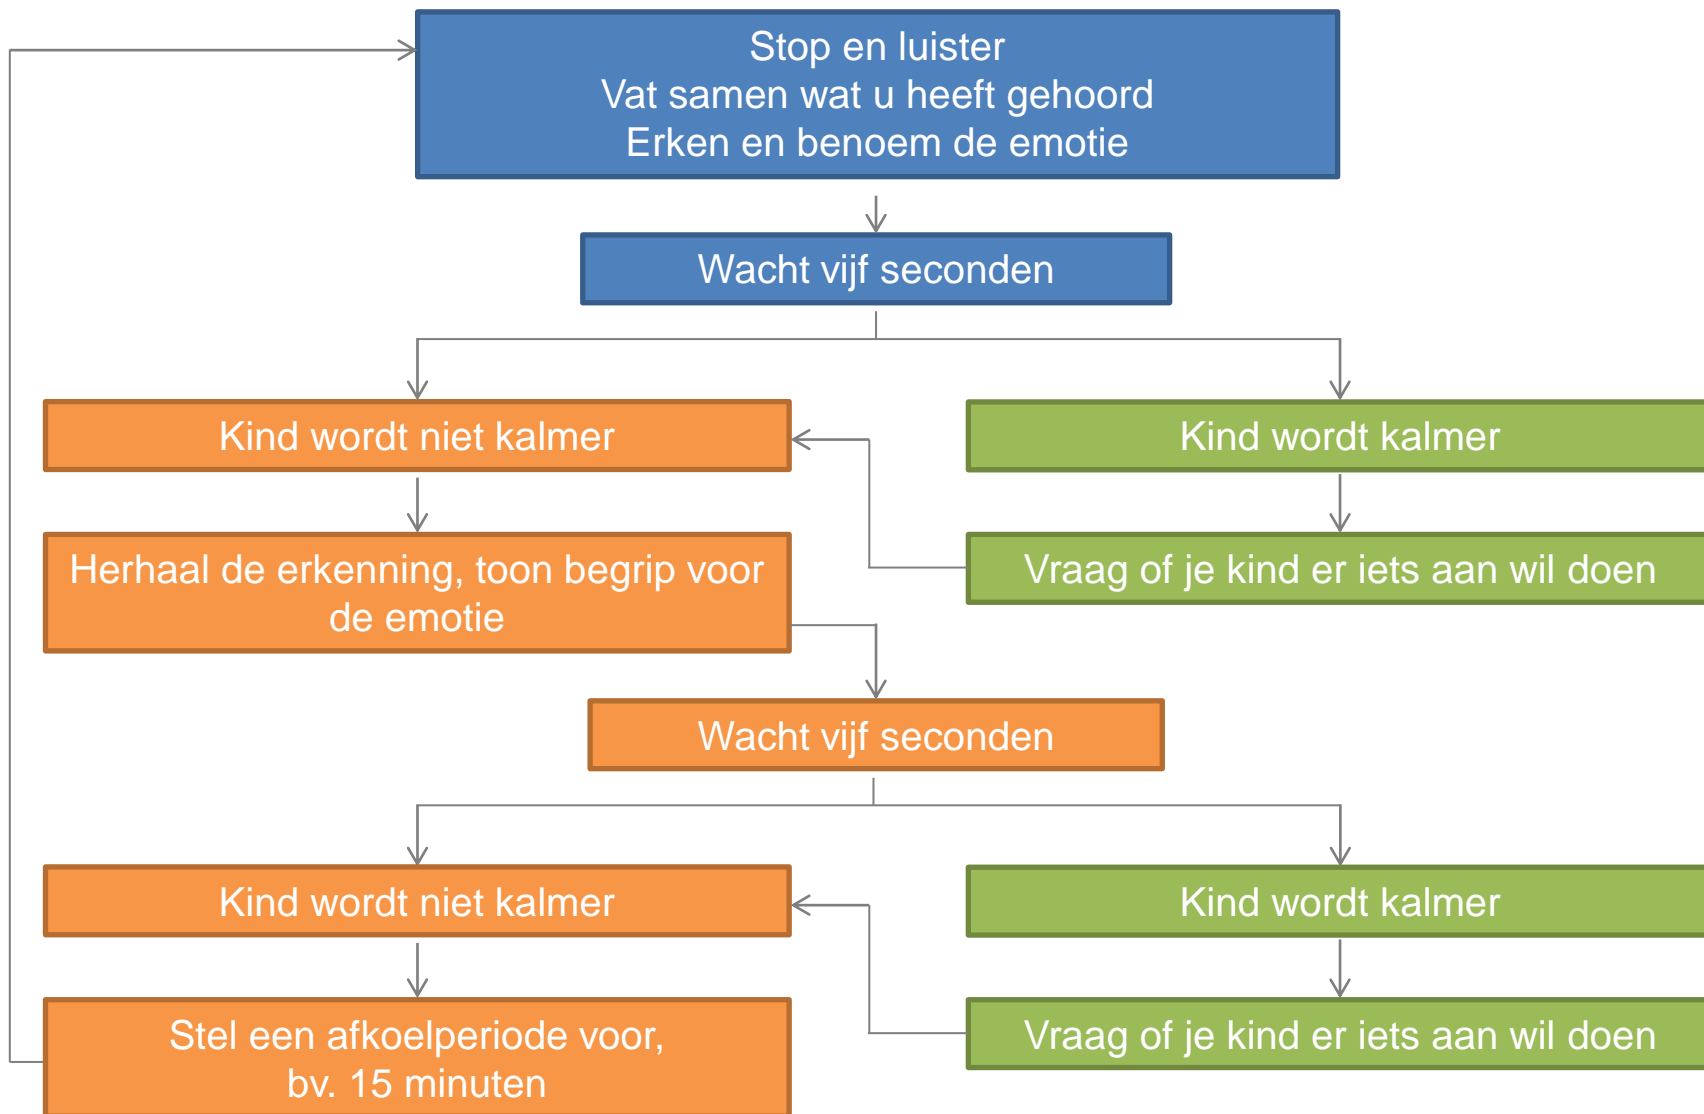 Stop en luister
Vat samen wat u heeft gehoord
Erken en benoem de emotie
Wacht vijf seconden
Kind wordt niet kalmer
Kind wordt kalmer
Herhaal de erkenning, toon begrip voor
de emotie
Vraag of je kind er iets aan wil doen
Wacht vijf seconden
Kind wordt niet kalmer
Kind wordt kalmer
Stel een afkoelperiode voor,
bv. 15 minuten
Vraag of je kind er iets aan wil doen